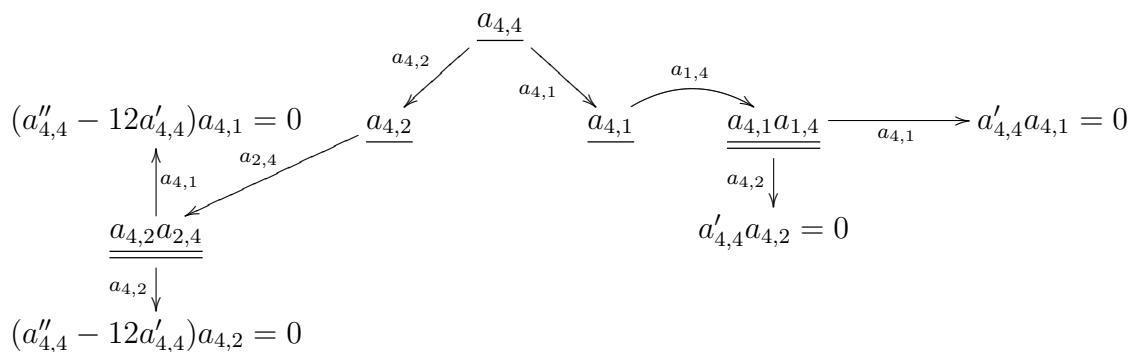 a_{4,4}
a_{4,2} a_{4,1} a_{1,4}
(a''_{4,4} − 12a'_{4,4})a_{4,1} = 0 a_{4,2} a_{4,1} a_{4,1}a_{1,4} a'_{4,4}a_{4,1} = 0
a_{4,1}
a_{2,4}
a_{4,1} a_{4,2}
a_{4,2}a_{2,4} a'_{4,4}a_{4,2} = 0
a_{4,2}
(a''_{4,4} − 12a'_{4,4})a_{4,2} = 0